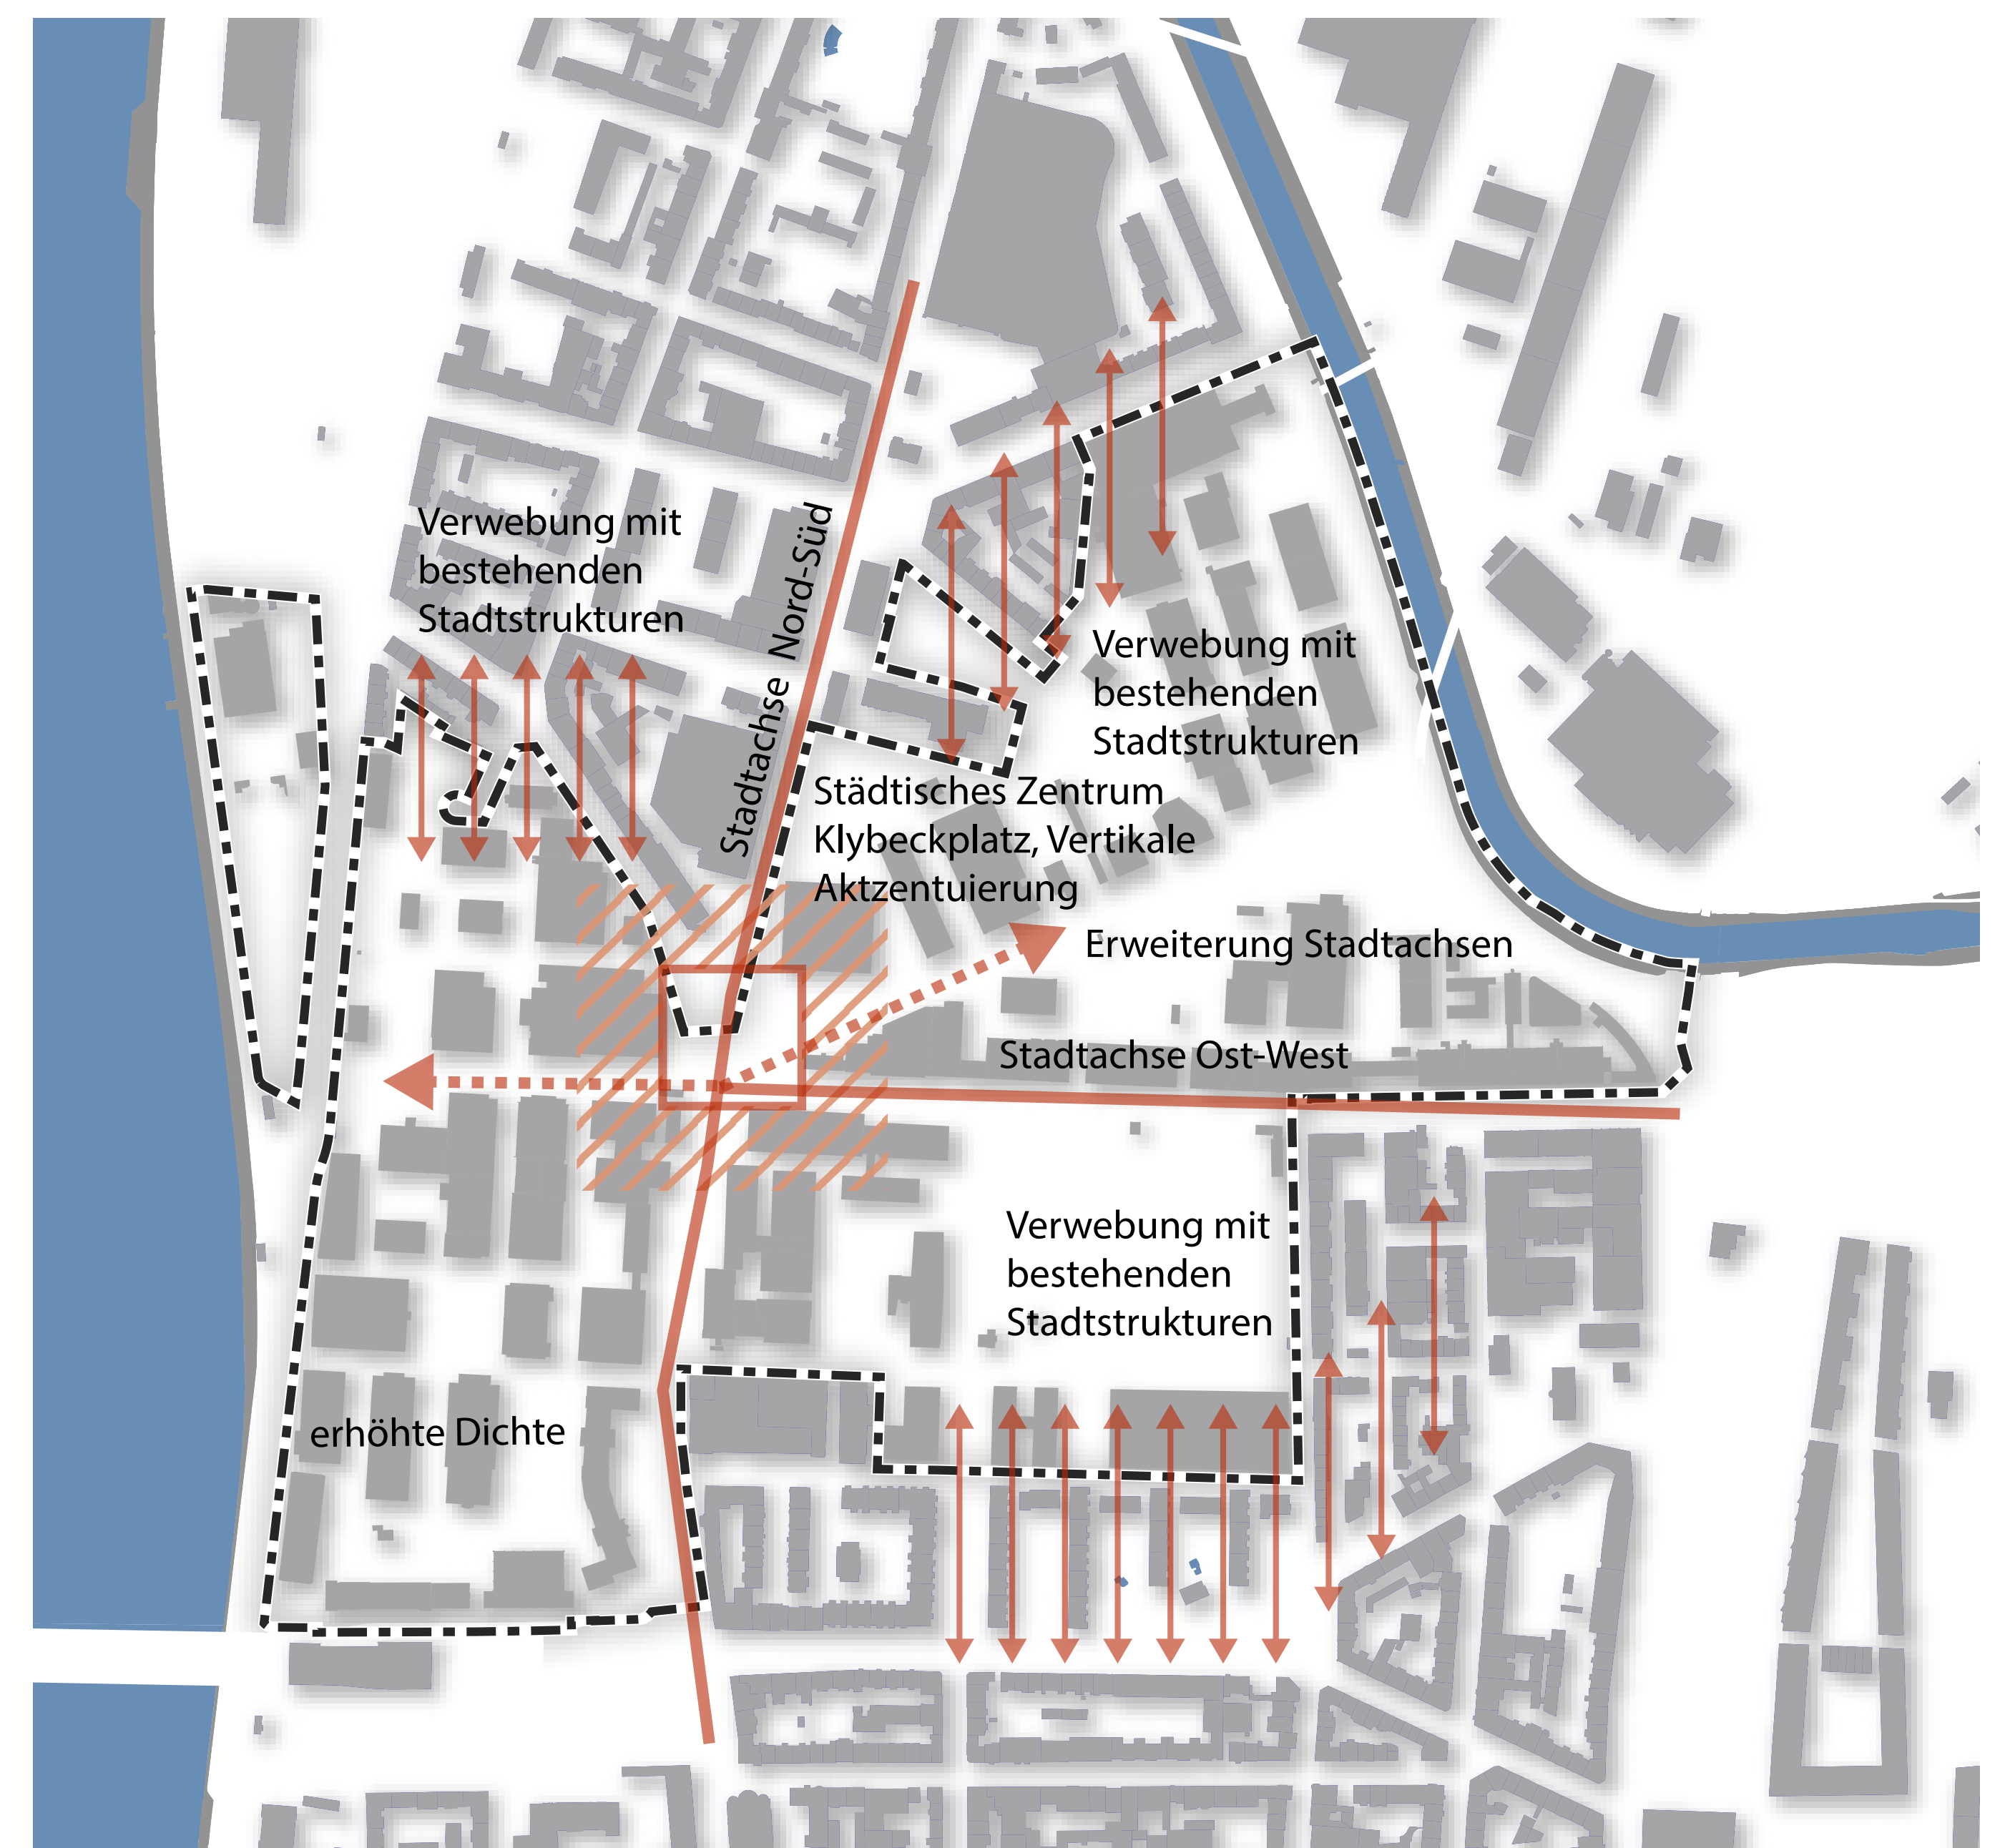 Verwebung mit
bestehenden
Stadtstrukturen
Stadtachse Nord-Süd
Verwebung mit
bestehenden
Stadtstrukturen
Städtisches Zentrum
Klybeckplatz, Vertikale
Aktzentuierung
Erweiterung Stadtachsen
Stadtachse Ost-West
Verwebung mit
bestehenden
Stadtstrukturen
erhöhte Dichte